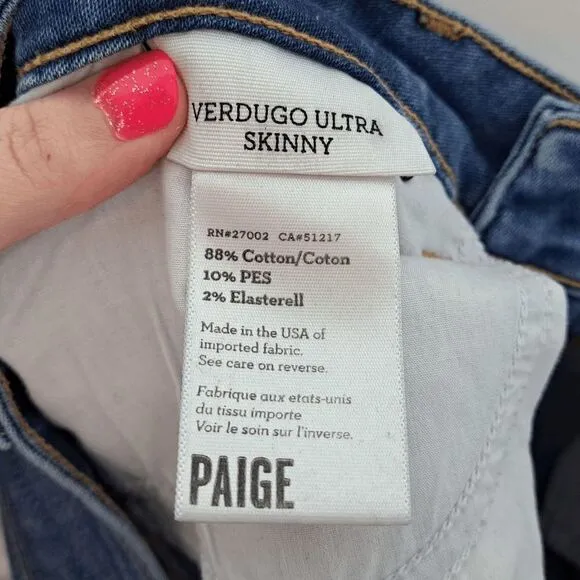 VERDUGO ULTRA
SKINNY
RN#27002 CA#51217
88% Cotton/Coton
10% PES
2% Elasterell
Made in the USA of
imported fabric.
See care on reverse.
Fabrique aux etats-unis
du tissu importe
Voir le soin sur l'inverse.
PAIGE